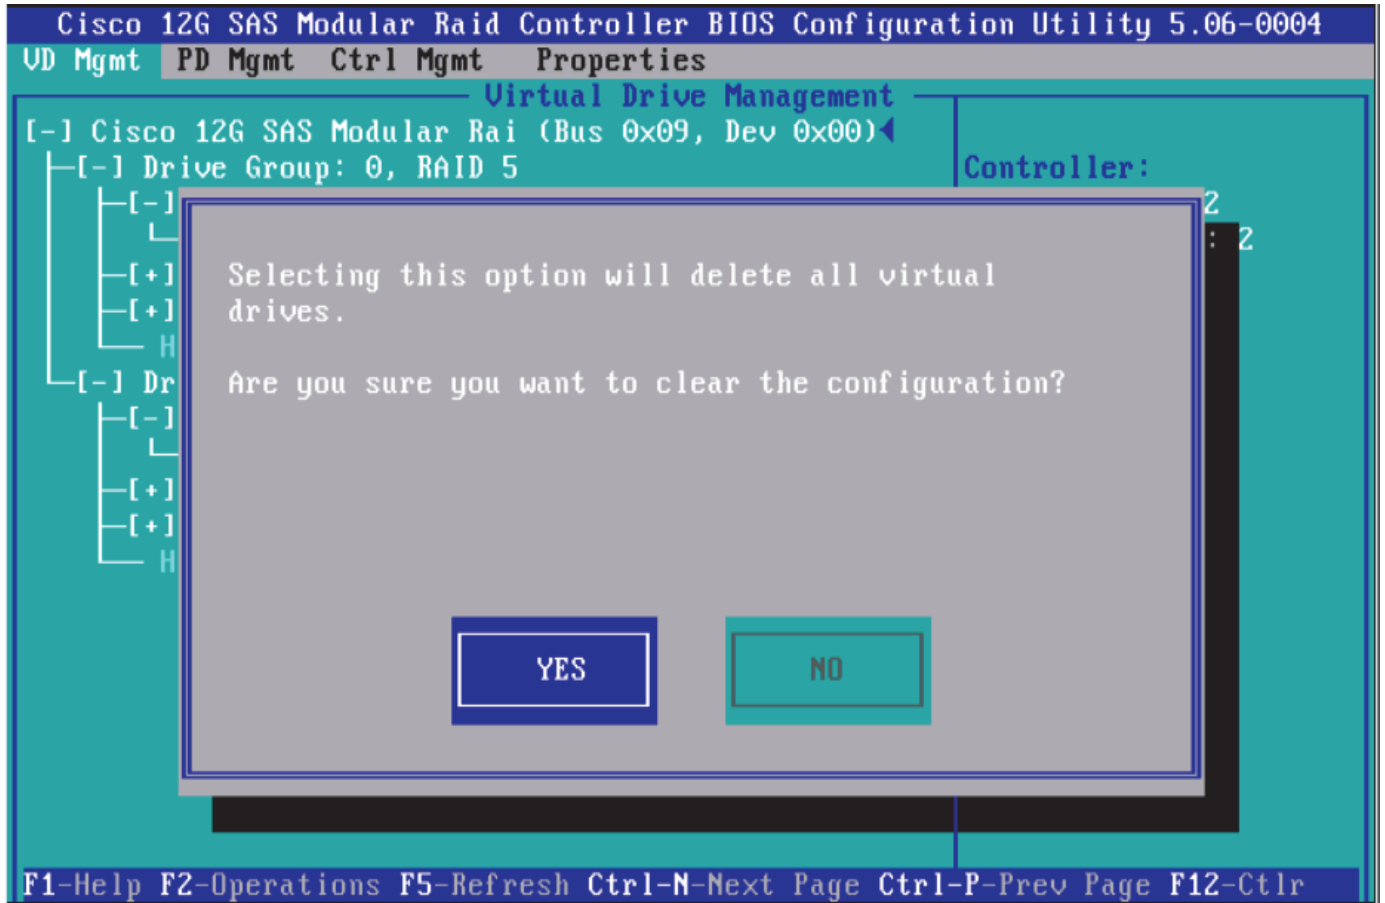 Cisco 12G SAS Modular Raid Controller BIOS Configuration Utility 5.06-0004
VD Mgmt PD Mgmt Ctrl Mgmt Properties
Virtual Drive Management
[-] Cisco 12G SAS Modular Rai (Bus 0x09, Dev 0x00)
[-] Drive Group: 0, RAID 5
Controller:
[-]
2
: 2
[+]
[+]
H
[-] Dr
[-]
[+]
[+]
H
Selecting this option will delete all virtual
drives.
Are you sure you want to clear the configuration?
YES
NO
F1-Help F2-Operations F5-Refresh Ctrl-N-Next Page Ctrl-P-Prev Page F12-Ctlr